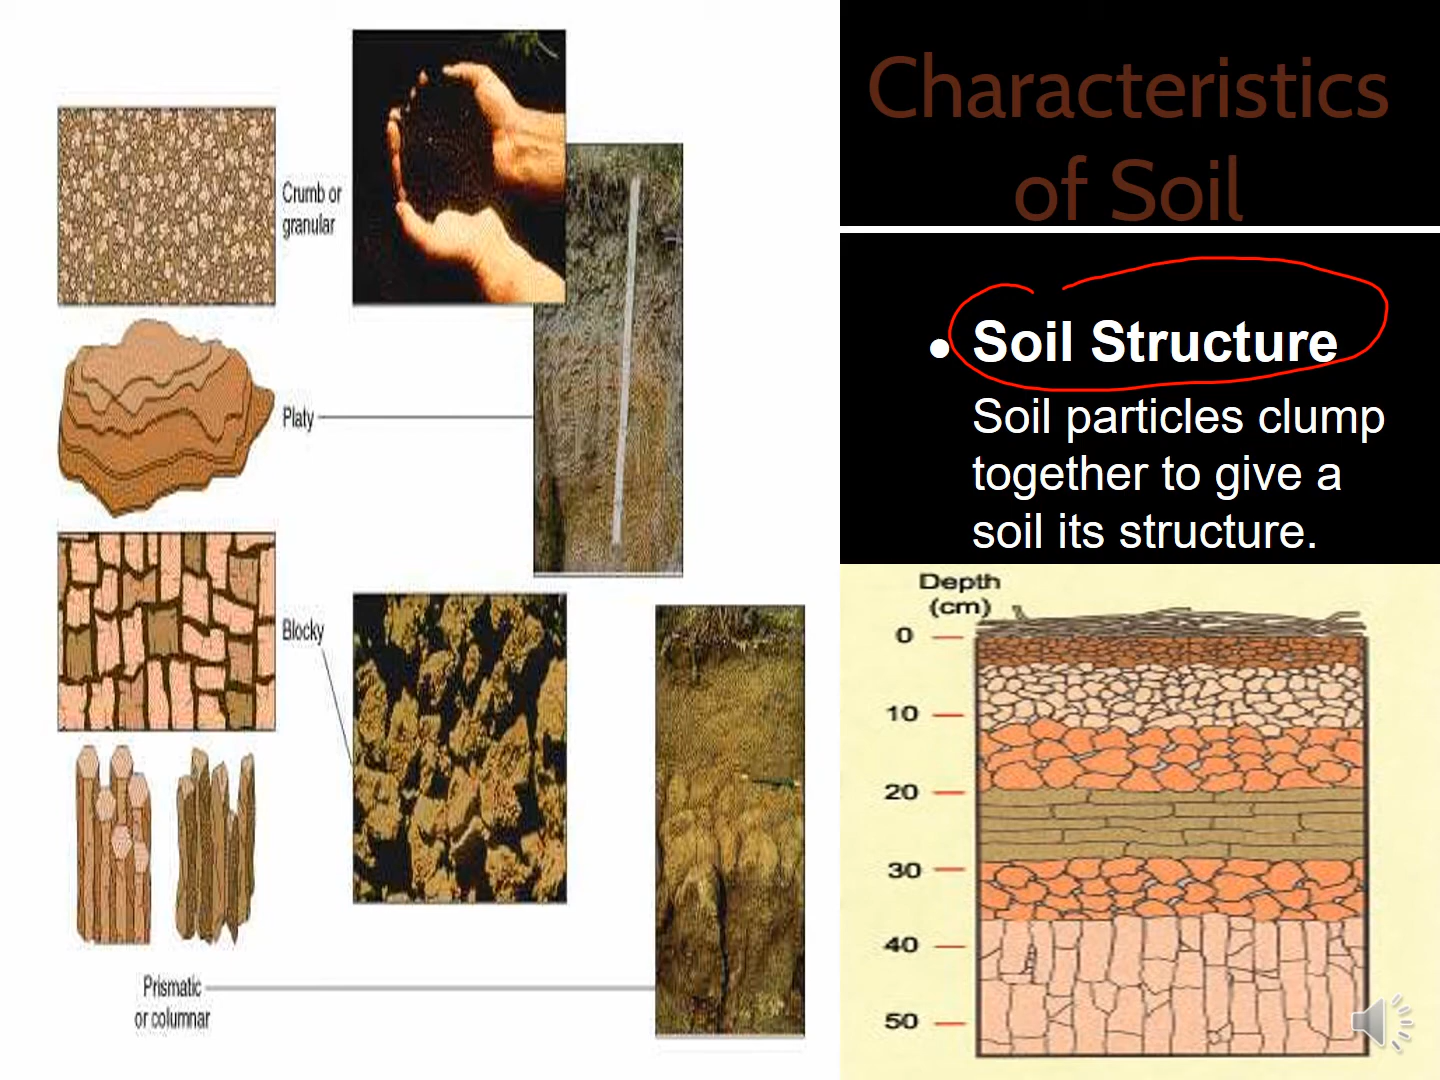 Characteristics
of Soil
• Soil Structure
Soil particles clump
together to give a
soil its structure.
Crumb or
granular
Platy
Blocky
Prismatic
or columnar
Depth
(cm)
0
10
20
30
40
50